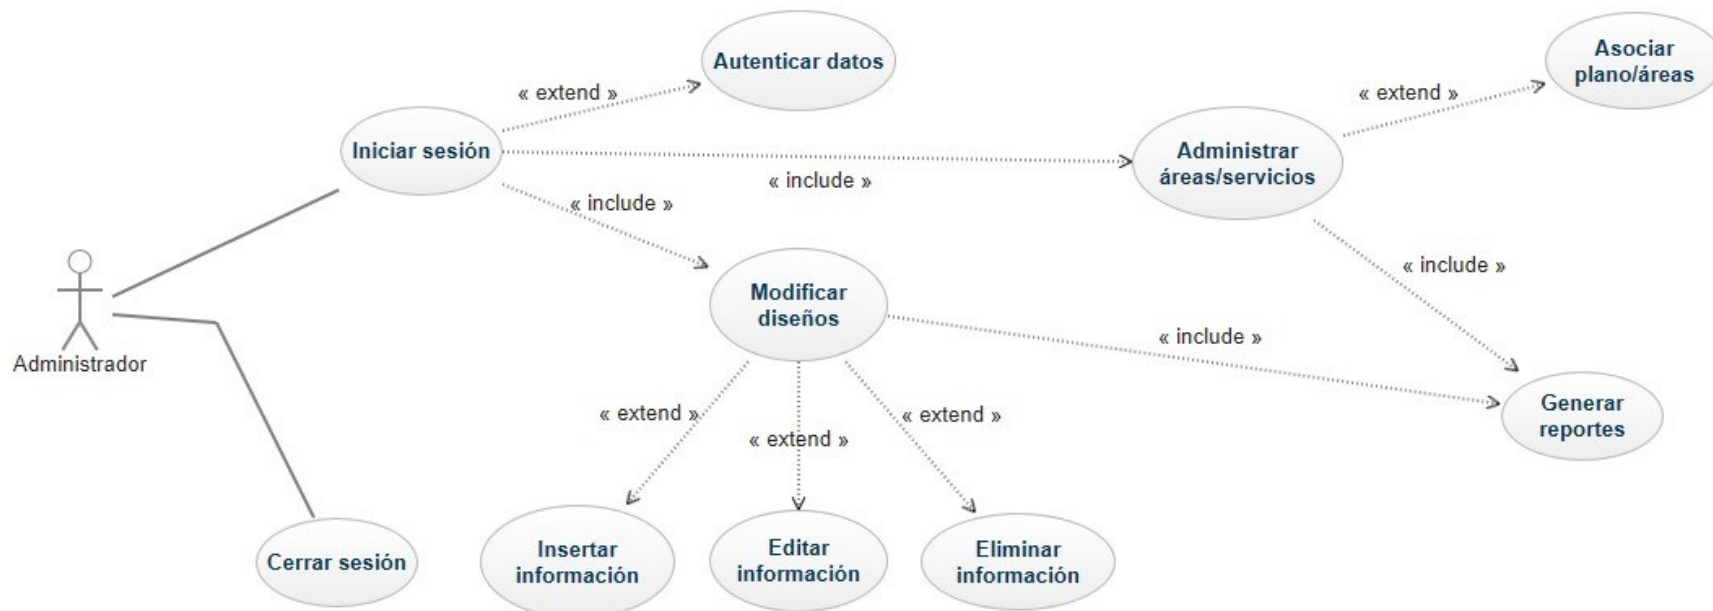 Autenticar datos
Asociar
plano/áreas
« extend »
« extend »
Iniciar sesión
Administrar
áreas/servicios
« include »
« include »
« include »
Modificar
diseños
« include »
Administrador
« extend »
« extend »
« extend »
Generar
reportes
Cerrar sesión
Insertar
información
Editar
información
Eliminar
información